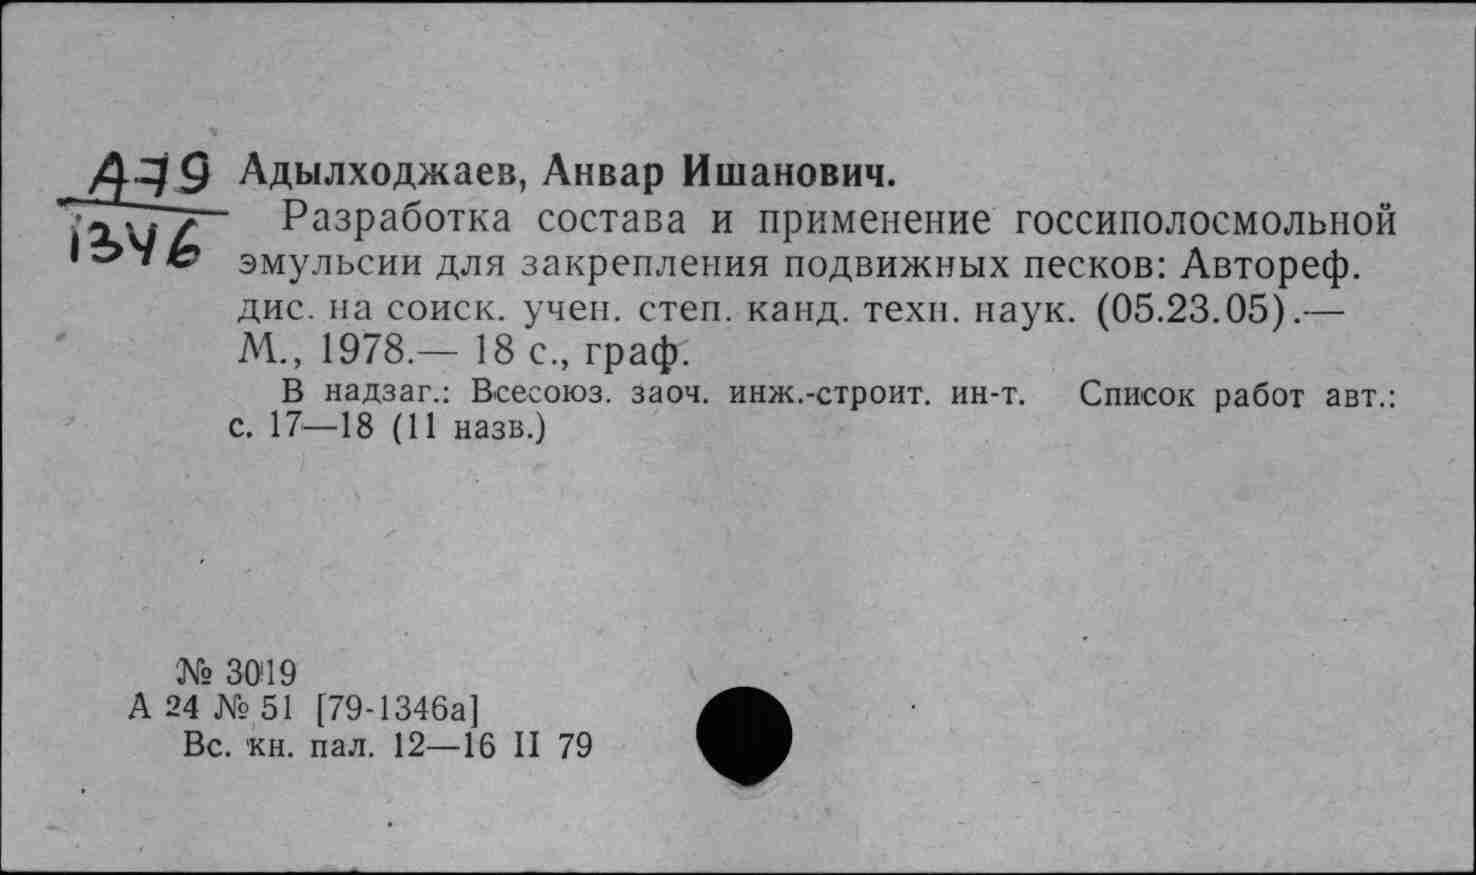 А79 Адылходжаев, Анвар Ишанович.
1346 Разработка состава и применение госсиполосмольной
эмульсии для закрепления подвижных песков: Автореф.
дис. на соиск. учен. степ. канд. техн. наук. (05.23.05).—
М., 1978.— 18 с., граф.
В надзаг.: Всесоюз. заоч. инж.-строит. ин-т. Список работ авт.:
с. 17—18 (11 назв.)
№ 3019
А 24 № 51 [79-1346а]
Вс. кн. пал. 12—16 II 79